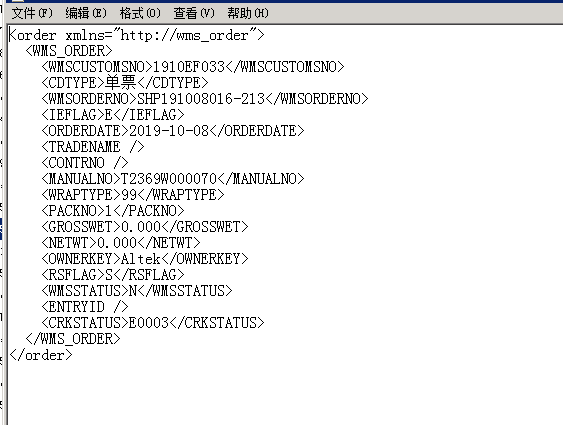 文件(F) 编辑(E) 格式(O) 查看(V) 帮助(H)
<order xmlns="http://wms_order">
<WMS_ORDER>
<WMSCUSTOMSNO>1910EF033</WMSCUSTOMSNO>
<CDTYPE>单票</CDTYPE>
<WMSORDERNO>SHP191008016-213</WMSORDERNO>
<IEFLAG>E</IEFLAG>
<ORDERDATE>2019-10-08</ORDERDATE>
<TRADENAME />
<CONTRNO />
<MANUALNO>T2369W000070</MANUALNO>
<WRAPTYPE>99</WRAPTYPE>
<PACKNO>1</PACKNO>
<GROSSWET>0.000</GROSSWET>
<NETWT>0.000</NETWT>
<OWNERKEY>Altek</OWNERKEY>
<RSFLAG>S</RSFLAG>
<WMSSTATUS>N</WMSSTATUS>
<ENTRYID />
<CRKSTATUS>E0003</CRKSTATUS>
</WMS_ORDER>
</order>